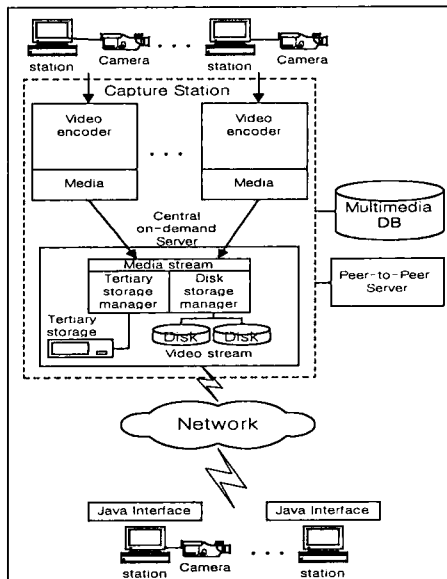 station Camera station Camera
Capture Station
Video encoder Video encoder
Media Media
Central on-demand Server
Multimedia DB
Media stream
Tertiary storage manager Disk storage manager
Peer-to-Peer Server
Tertiary storage
Disk Disk
Video stream
Network
Java Interface Java Interface
station Camera station